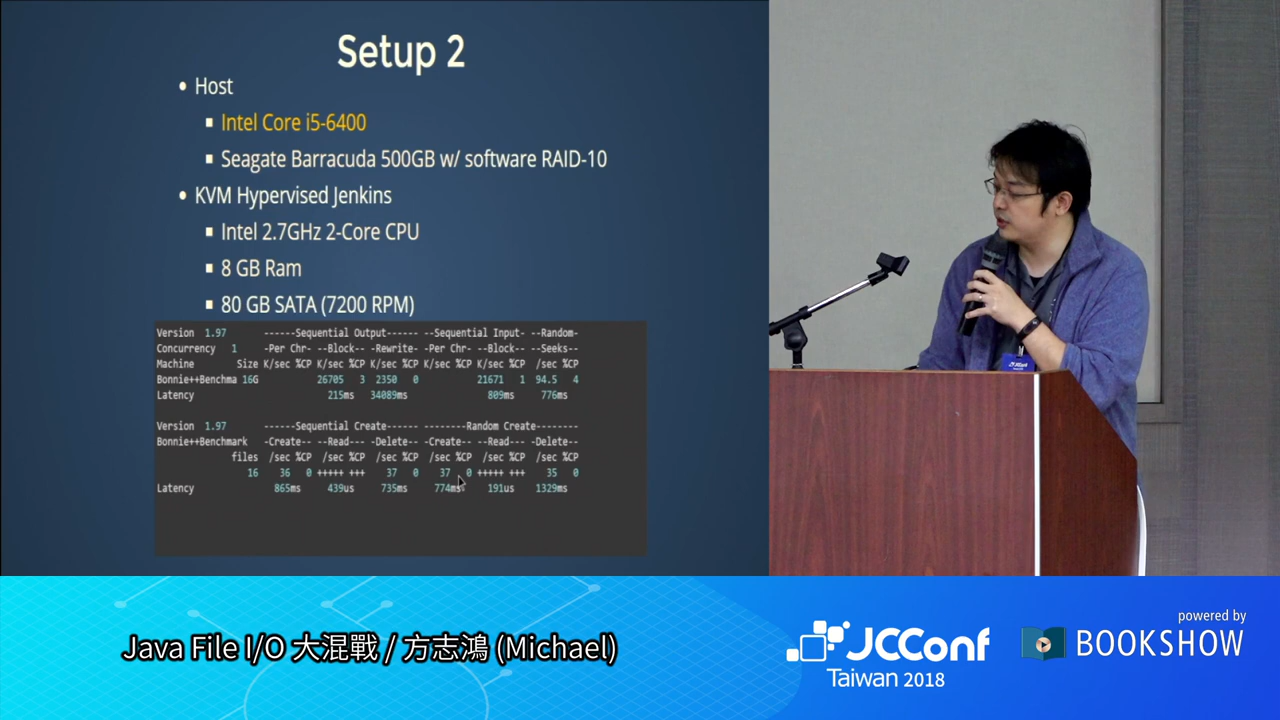 Setup 2
• Host
▪ Intel Core i5-6400
▪ Seagate Barracuda 500GB w/ software RAID-10
• KVM Hypervised Jenkins
▪ Intel 2.7GHz 2-Core CPU
▪ 8 GB Ram
▪ 80 GB SATA (7200 RPM)
Version 1.97 ------Sequential Output------ --Sequential Input- --Random-
Concurrency 1 -Per Chr- --Block-- -Rewrite- -Per Chr- --Block-- --Seeks--
Machine Size K/sec %CP K/sec %CP K/sec %CP K/sec %CP K/sec %CP /sec %CP
Bonnie++Benchma 16G 26705 3 2350 0 21671 1 94.5 4
Latency 215ms 34089ms 809ms 776ms
Version 1.97 ------Sequential Create------ --------Random Create--------
Bonnie++Benchmark -Create-- --Read--- -Delete-- -Create-- --Read--- -Delete--
files /sec %CP /sec %CP /sec %CP /sec %CP /sec %CP /sec %CP
16 36 0 +++++ +++ 37 0 37 0 +++++ +++ 35 0
Latency 865ms 439us 735ms 774ms 191us 1329ms
Java File I/O 大混戰 / 方志鴻 (Michael)
JCConf
Taiwan 2018
powered by
BOOKSHOW